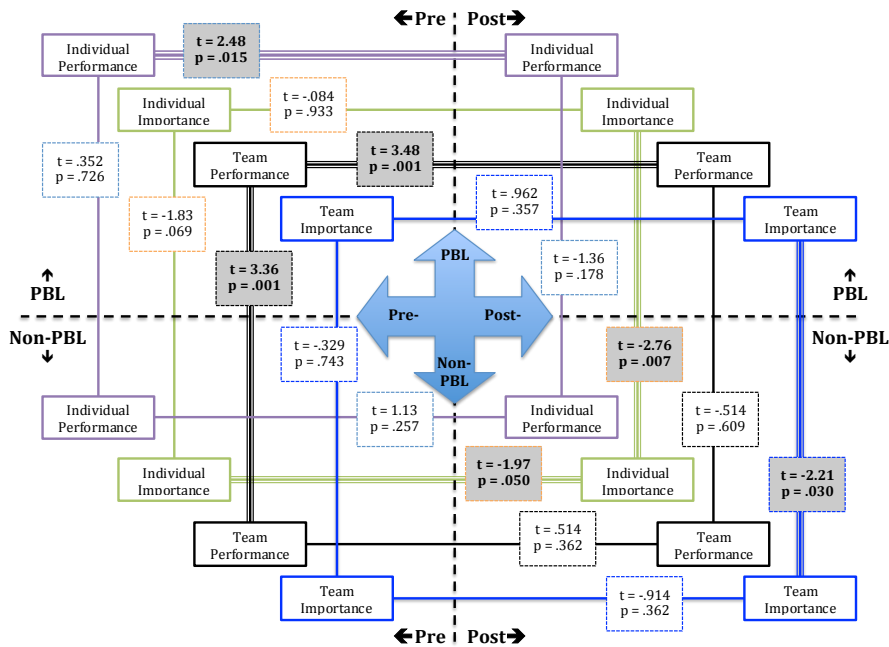 🡸Pre Post🡺
Individual
Performance
t = 2.48
p = .015
Individual
Performance
Individual
Importance
t = -.084
p = .933
Individual
Importance
Team
Performance
t = 3.48
p = .001
Team
Performance
t = .352
p = .726
t = -1.83
p = .069
Team
Importance
t = .962
p = .357
Team
Importance
t = 3.36
p = .001
PBL
t = -1.36
p = .178
PBL
PBL
Pre-
Post-
Non-PBL
Non-PBL
t = -.329
p = .743
Non-
PBL
t = -2.76
p = .007
Individual
Performance
t = 1.13
p = .257
Individual
Performance
t = -.514
p = .609
Individual
Importance
t = -1.97
p = .050
Individual
Importance
t = -2.21
p = .030
Team
Performance
t = .514
p = .362
Team
Performance
Team
Importance
t = -.914
p = .362
Team
Importance
🡸Pre Post🡺